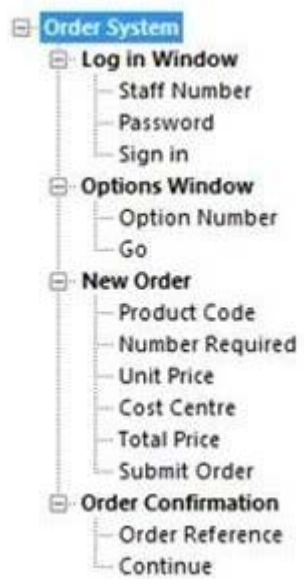 Order System
Log in Window
Staff Number
Password
Sign in
Options Window
Option Number
Go
New Order
Product Code
Number Required
Unit Price
Cost Centre
Total Price
Submit Order
Order Confirmation
Order Reference
Continue